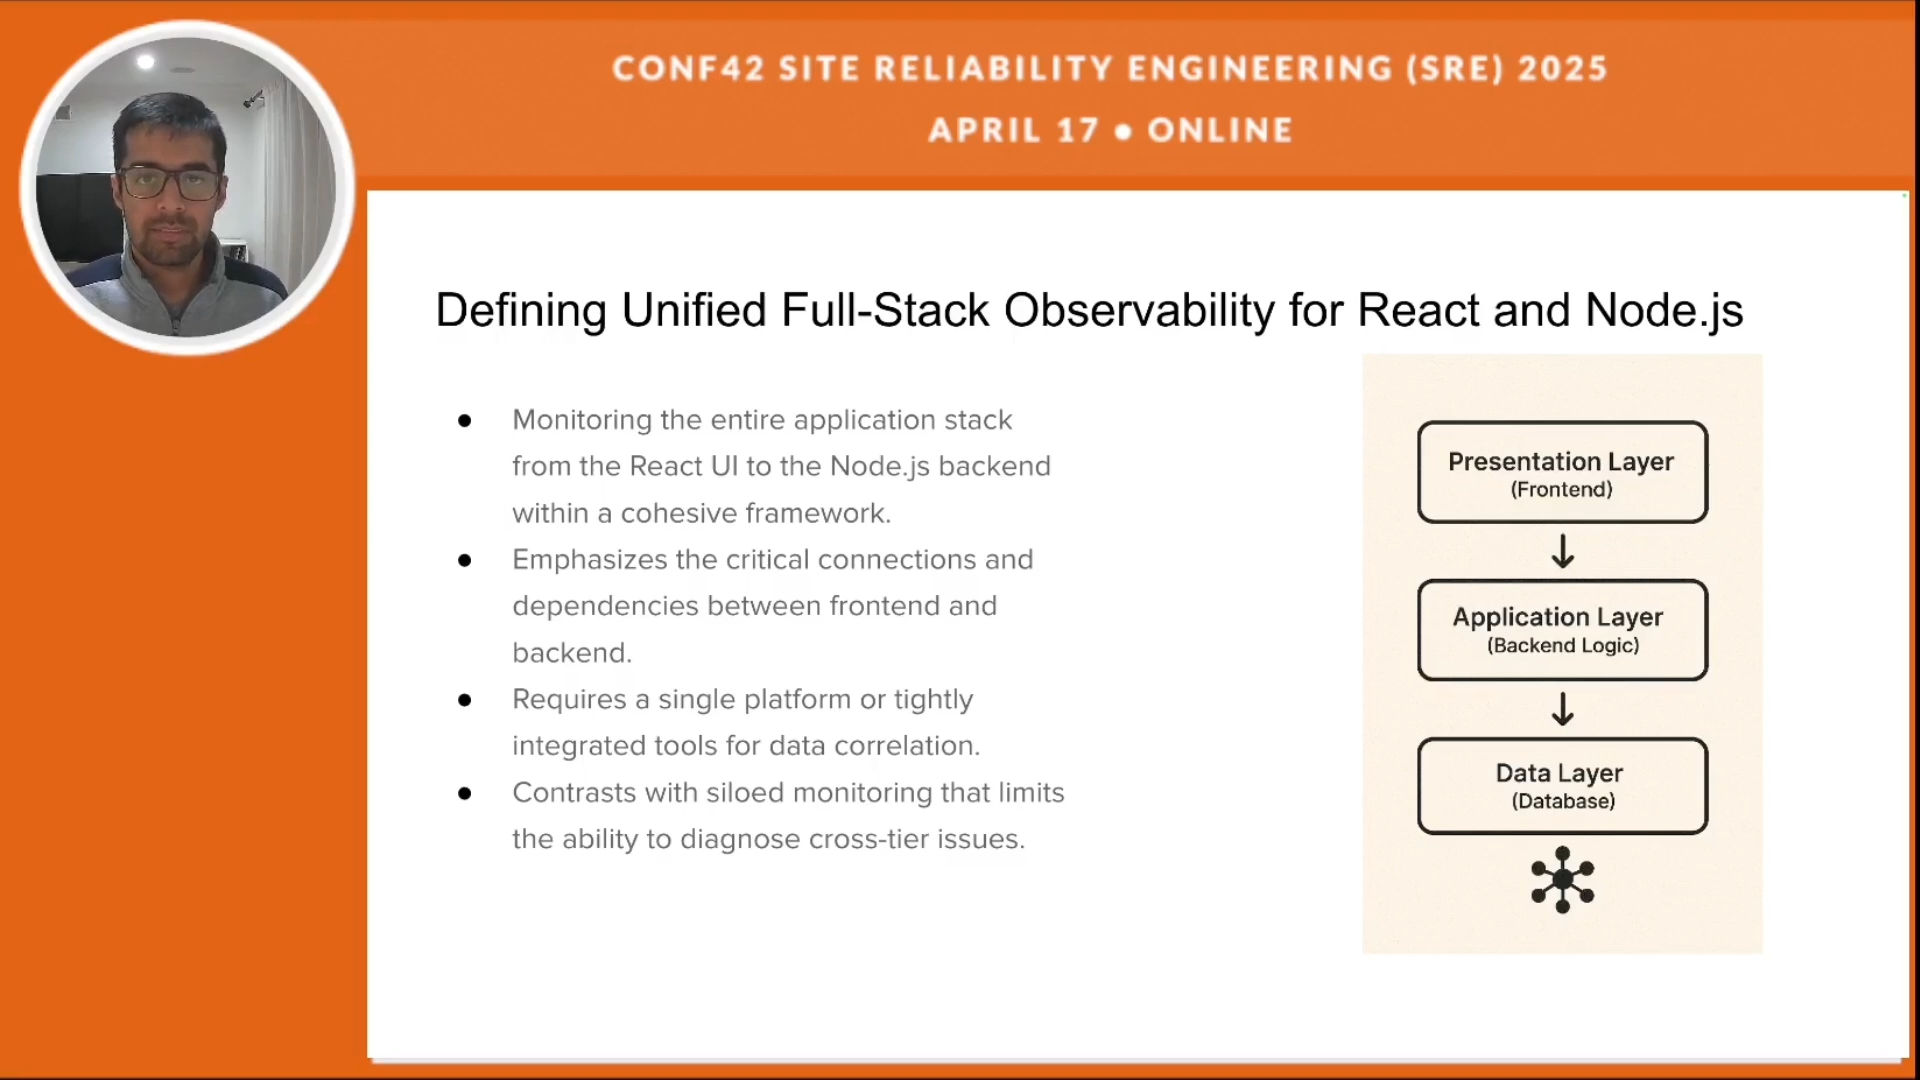 CONF42 SITE RELIABILITY ENGINEERING (SRE) 2025
APRIL 17 ● ONLINE
Defining Unified Full-Stack Observability for React and Node.js
● Monitoring the entire application stack
from the React UI to the Node.js backend
within a cohesive framework.
● Emphasizes the critical connections and
dependencies between frontend and
backend.
● Requires a single platform or tightly
integrated tools for data correlation.
● Contrasts with siloed monitoring that limits
the ability to diagnose cross-tier issues.
Presentation Layer
(Frontend)
Application Layer
(Backend Logic)
Data Layer
(Database)